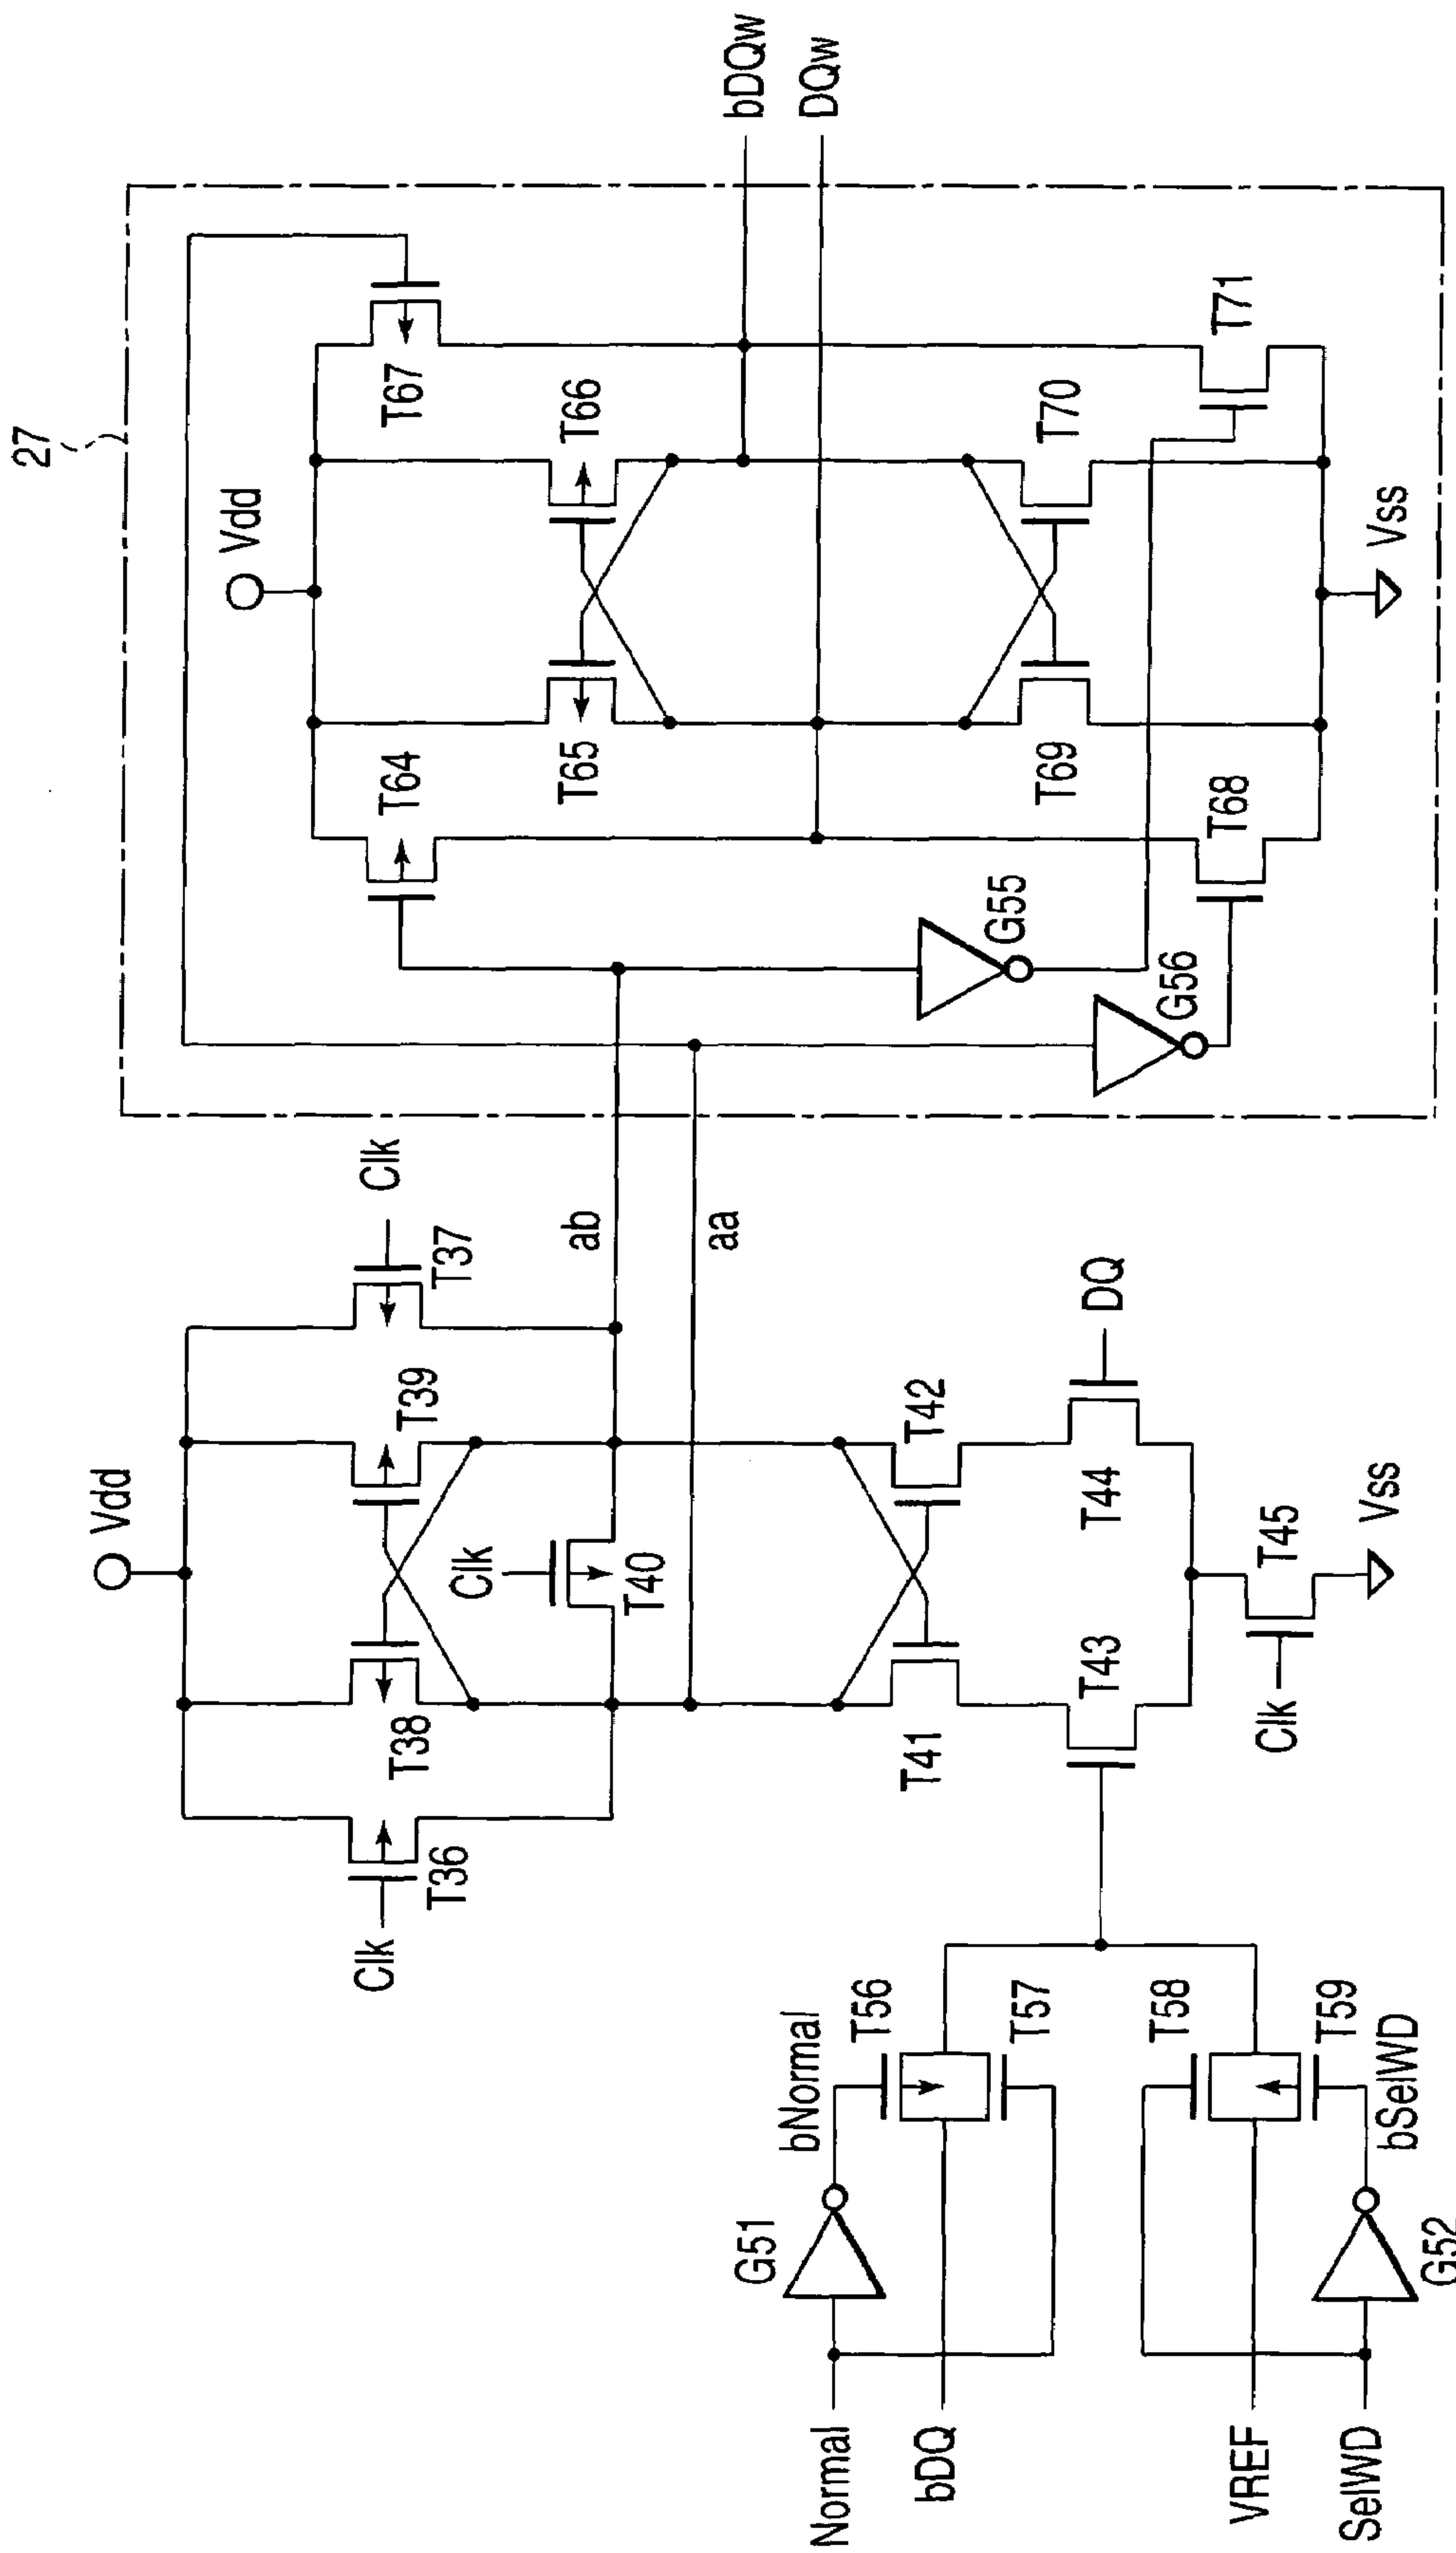 27
Vdd
T67
T66
T65
T64
T71
T70
T69
T68
G55
G56
Vss
bDQw
DQw
Vdd
Clk
T37
T39
Clk
T40
T38
T36
Clk
ab
aa
T42
T41
DQ
T44
T43
Clk
T45
Vss
Normal
G51
bNormal
T56
T57
bDQ
VREF
T58
T59
bSelWD
G52
SelWD